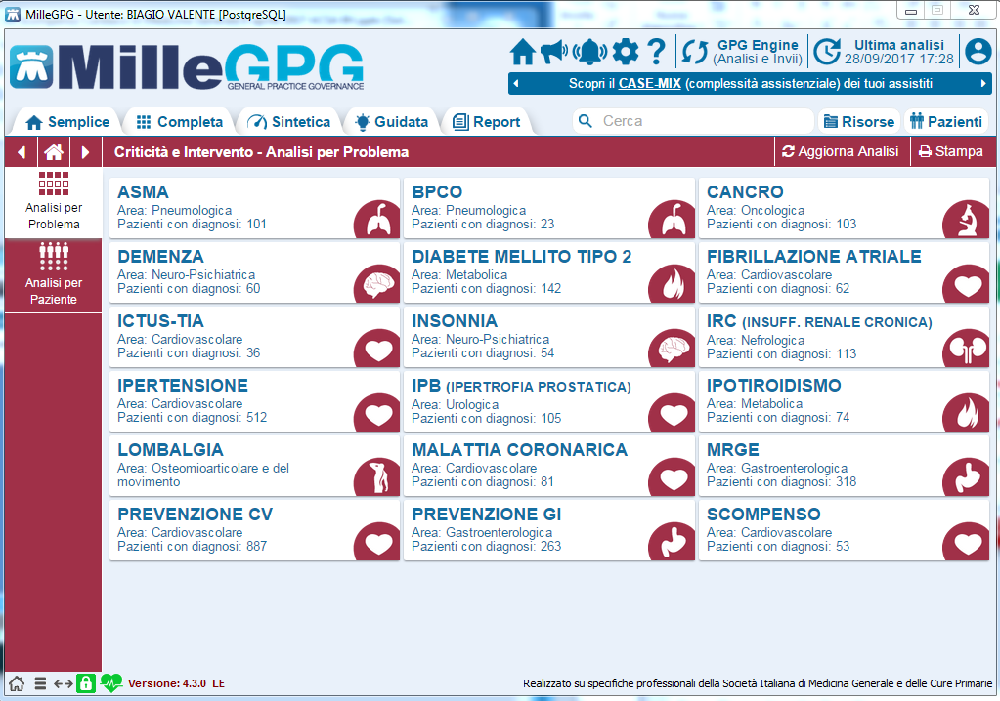 MilleGPG - Utente: BIAGIO VALENTE [PostgreSQL]
MilleGPG
GENERAL PRACTICE GOVERNANCE
GPG Engine
(Analisi e Invii)
Ultima analisi
28/09/2017 17:28
Scopri il CASE-MIX (complessità assistenziale) dei tuoi assistiti
Semplice
Completa
Sintetica
Guidata
Report
Cerca
Risorse
Pazienti
Criticità e Intervento - Analisi per Problema
Aggiorna Analisi
Stampa
Analisi per
Problema
Analisi per
Paziente
ASMA
Area: Pneumologica
Pazienti con diagnosi: 101
BPCO
Area: Pneumologica
Pazienti con diagnosi: 23
CANCRO
Area: Oncologica
Pazienti con diagnosi: 103
DEMENZA
Area: Neuro-Psichiatrica
Pazienti con diagnosi: 60
DIABETE MELLITO TIPO 2
Area: Metabolica
Pazienti con diagnosi: 142
FIBRILLAZIONE ATRIALE
Area: Cardiovascolare
Pazienti con diagnosi: 62
ICTUS-TIA
Area: Cardiovascolare
Pazienti con diagnosi: 36
INSONNIA
Area: Neuro-Psichiatrica
Pazienti con diagnosi: 54
IRC (INSUFF. RENALE CRONICA)
Area: Nefrologica
Pazienti con diagnosi: 113
IPERTENSIONE
Area: Cardiovascolare
Pazienti con diagnosi: 512
IPB (IPERTROFIA PROSTATICA)
Area: Urologica
Pazienti con diagnosi: 105
IPOTIROIDISMO
Area: Metabolica
Pazienti con diagnosi: 74
LOMBALGIA
Area: Osteomioarticolare e del
movimento
MALATTIA CORONARICA
Area: Cardiovascolare
Pazienti con diagnosi: 81
MRGE
Area: Gastroenterologica
Pazienti con diagnosi: 318
PREVENZIONE CV
Area: Cardiovascolare
Pazienti con diagnosi: 887
PREVENZIONE GI
Area: Gastroenterologica
Pazienti con diagnosi: 263
SCOMPENSO
Area: Cardiovascolare
Pazienti con diagnosi: 53
Versione: 4.3.0 LE
Realizzato su specifiche professionali della Società Italiana di Medicina Generale e delle Cure Primarie